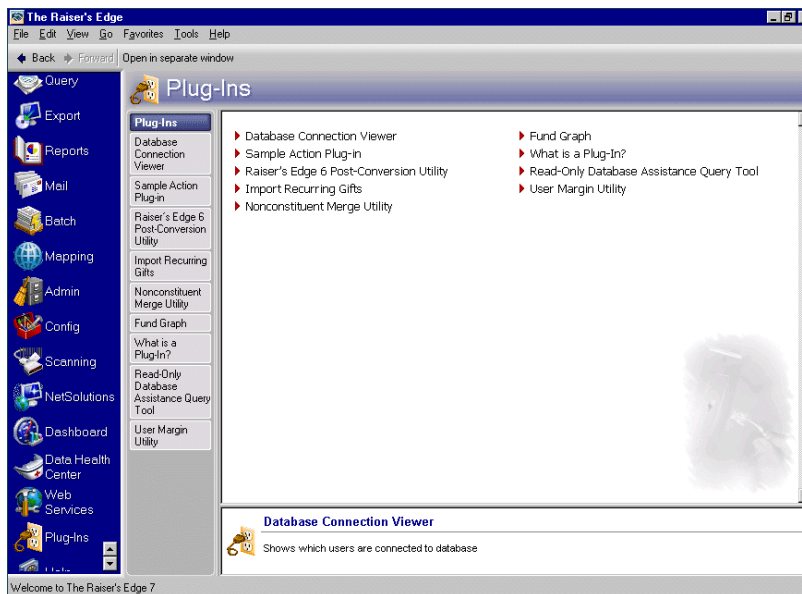 The Raiser's Edge
File Edit View Go Favorites Tools Help
Back Forward Open in separate window
Query
Export
Reports
Mail
Batch
Mapping
Admin
Config
Scanning
NetSolutions
Dashboard
Data Health
Center
Web
Services
Plug-Ins
Plug-Ins
Plug-Ins
Database
Connection
Viewer
Sample Action
Plug-in
Raiser's Edge 6
Post-Conversion
Utility
Import Recurring
Gifts
Nonconstituent
Merge Utility
Fund Graph
What is a
Plug-In?
Read-Only
Database
Assistance Query
Tool
User Margin
Utility
Database Connection Viewer
Sample Action Plug-in
Raiser's Edge 6 Post-Conversion Utility
Import Recurring Gifts
Nonconstituent Merge Utility
Fund Graph
What is a Plug-In?
Read-Only Database Assistance Query Tool
User Margin Utility
Database Connection Viewer
Shows which users are connected to database
Welcome to The Raiser's Edge 7